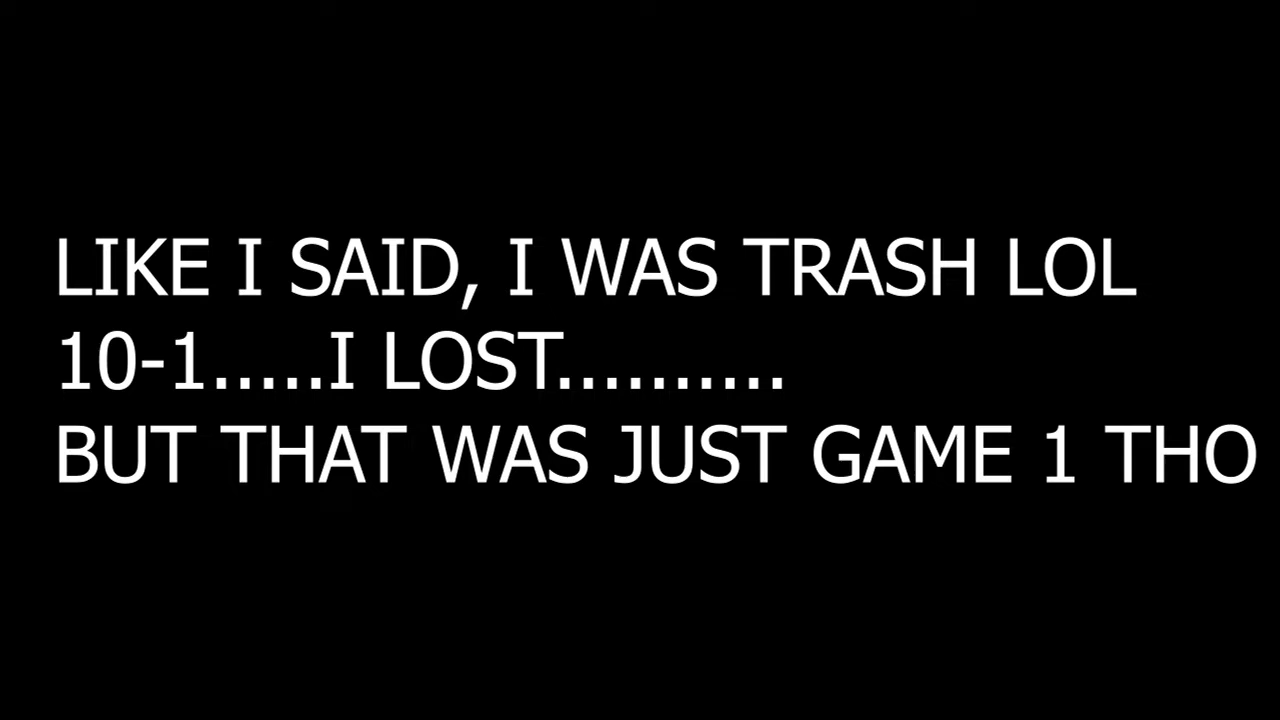 LIKE I SAID, I WAS TRASH LOL
10-1.....I LOST..........
BUT THAT WAS JUST GAME 1 THO